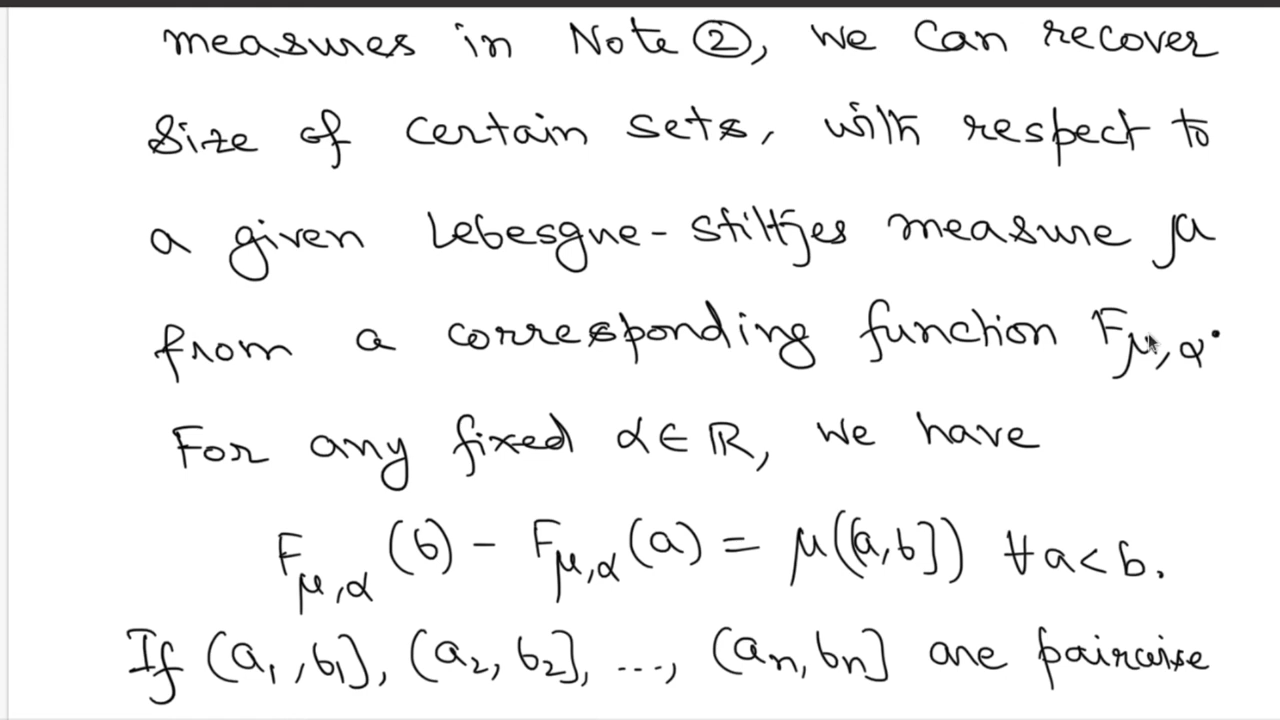 measures in Note ②, we can recover
size of certain sets, with respect to
a given Lebesgue-stiltjes measure μ
from a corresponding function F_{μ,α}.
For any fixed α∈ℝ, we have
F_{μ,α}(b) - F_{μ,α}(a) = μ((a,b]) ∀a<b.
If (a₁,b₁], (a₂,b₂], ..., (aₙ,bₙ] are pairwise